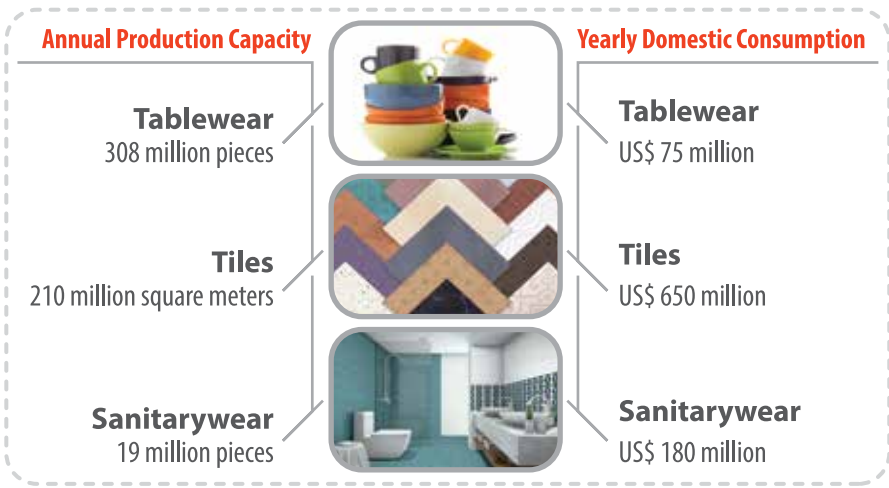 Annual Production Capacity
Tablewear
308 million pieces
Tiles
210 million square meters
Sanitarywear
19 million pieces
Yearly Domestic Consumption
Tablewear
US$ 75 million
Tiles
US$ 650 million
Sanitarywear
US$ 180 million